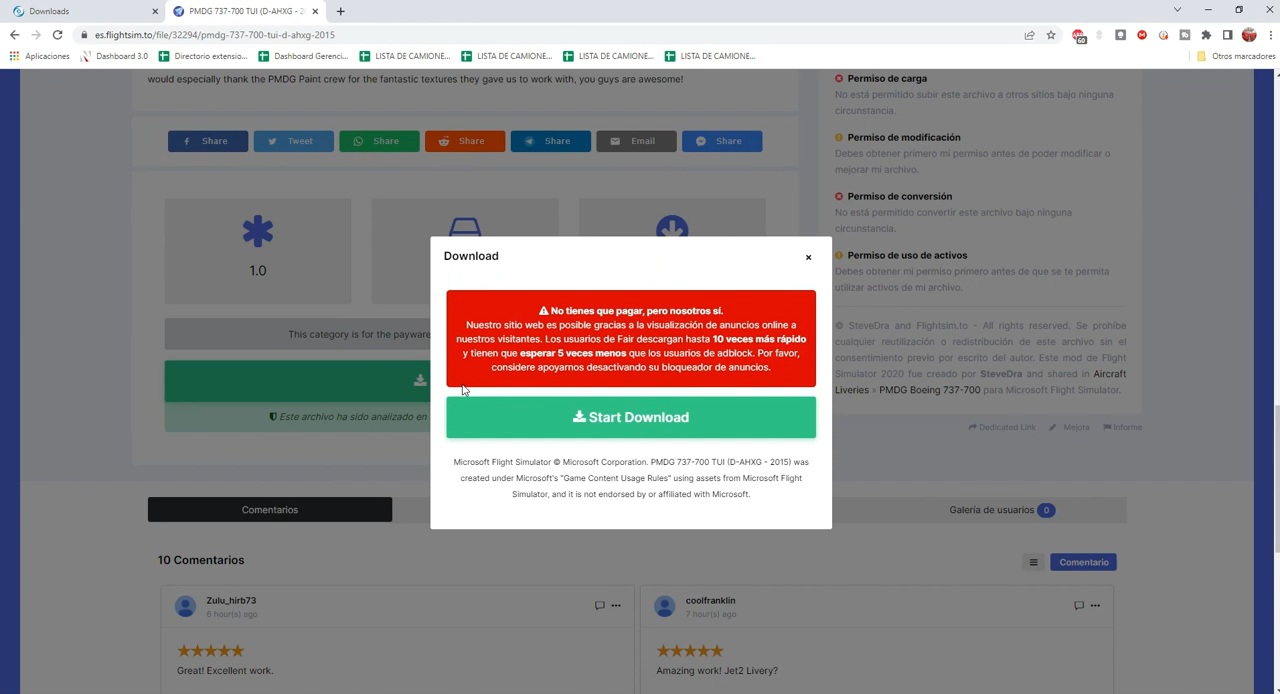 Downloads
PMDG 737-700 TUI (D-AHXG - 2
es.flightsim.to/file/32294/pmdg-737-700-tui-d-ahxg-2015
60
Aplicaciones
Dashboard 3.0
Directorio extensio...
Dashboard Gerenci...
LISTA DE CAMIONE...
LISTA DE CAMIONE...
LISTA DE CAMIONE...
LISTA DE CAMIONE...
Otros marcadores
would especially thank the PMDG Paint crew for the fantastic textures they gave us to work with, you guys are awesome!
Share
Tweet
Share
Share
Share
Email
Share
1.0
This category is for the payware
Este archivo ha sido analizado en
Download
×
No tienes que pagar, pero nosotros sí.
Nuestro sitio web es posible gracias a la visualización de anuncios online a
nuestros visitantes. Los usuarios de Fair descargan hasta 10 veces más rápido
y tienen que esperar 5 veces menos que los usuarios de adblock. Por favor,
considere apoyarnos desactivando su bloqueador de anuncios.
Start Download
Microsoft Flight Simulator © Microsoft Corporation. PMDG 737-700 TUI (D-AHXG - 2015) was
created under Microsoft's "Game Content Usage Rules" using assets from Microsoft Flight
Simulator, and it is not endorsed by or affiliated with Microsoft.
Permiso de carga
No está permitido subir este archivo a otros sitios bajo ninguna
circunstancia.
Permiso de modificación
Debes obtener primero mi permiso antes de poder modificar o
mejorar mi archivo.
Permiso de conversión
No está permitido convertir este archivo bajo ninguna
circunstancia.
Permiso de uso de activos
Debes obtener mi permiso primero antes de que se te permita
utilizar activos de mi archivo.
© SteveDra and Flightsim.to - All rights reserved. Se prohíbe
cualquier reutilización o redistribución de este archivo sin el
consentimiento previo por escrito del autor. Este mod de Flight
Simulator 2020 fue creado por SteveDra and shared in Aircraft
Liveries » PMDG Boeing 737-700 para Microsoft Flight Simulator.
Dedicated Link
Mejora
Informe
Comentarios
Galería de usuarios 0
10 Comentarios
Comentario
Zulu_hirb73
6 hour(s) ago
Great! Excellent work.
coolfranklin
7 hour(s) ago
Amazing work! Jet2 Livery?